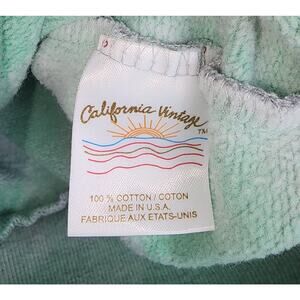 California Vintage ™
100 % COTTON / COTON
MADE IN U.S.A.
FABRIQUE AUX ETATS-UNIS